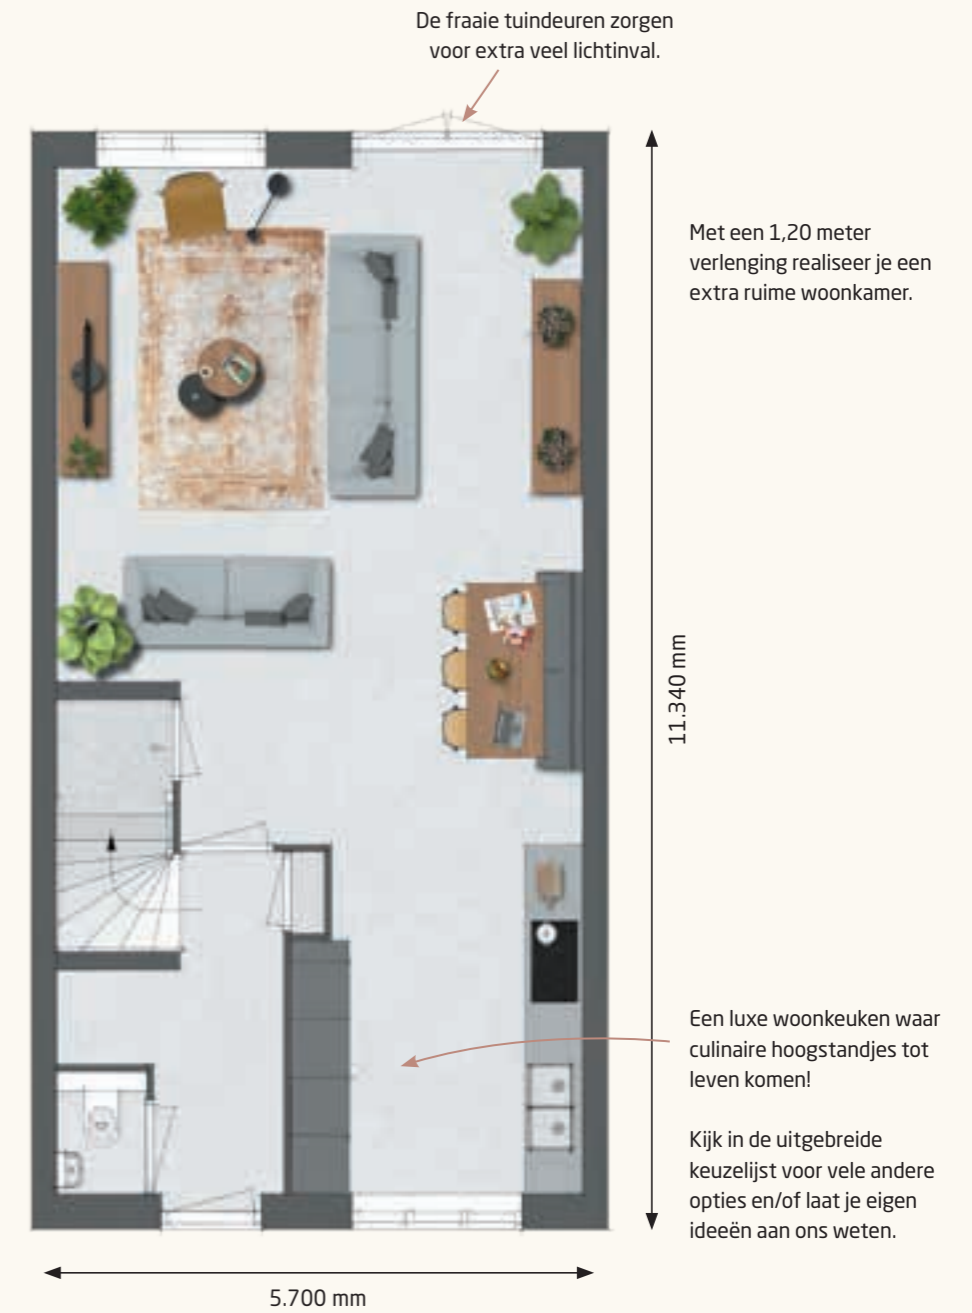 De fraaie tuindeuren zorgen
voor extra veel lichtinval.
Met een 1,20 meter
verlenging realiseer je een
extra ruime woonkamer.
11.340 mm
Een luxe woonkeuken waar
culinaire hoogstandjes tot
leven komen!
Kijk in de uitgebreide
keuzelijst voor vele andere
opties en/of laat je eigen
ideeën aan ons weten.
5.700 mm